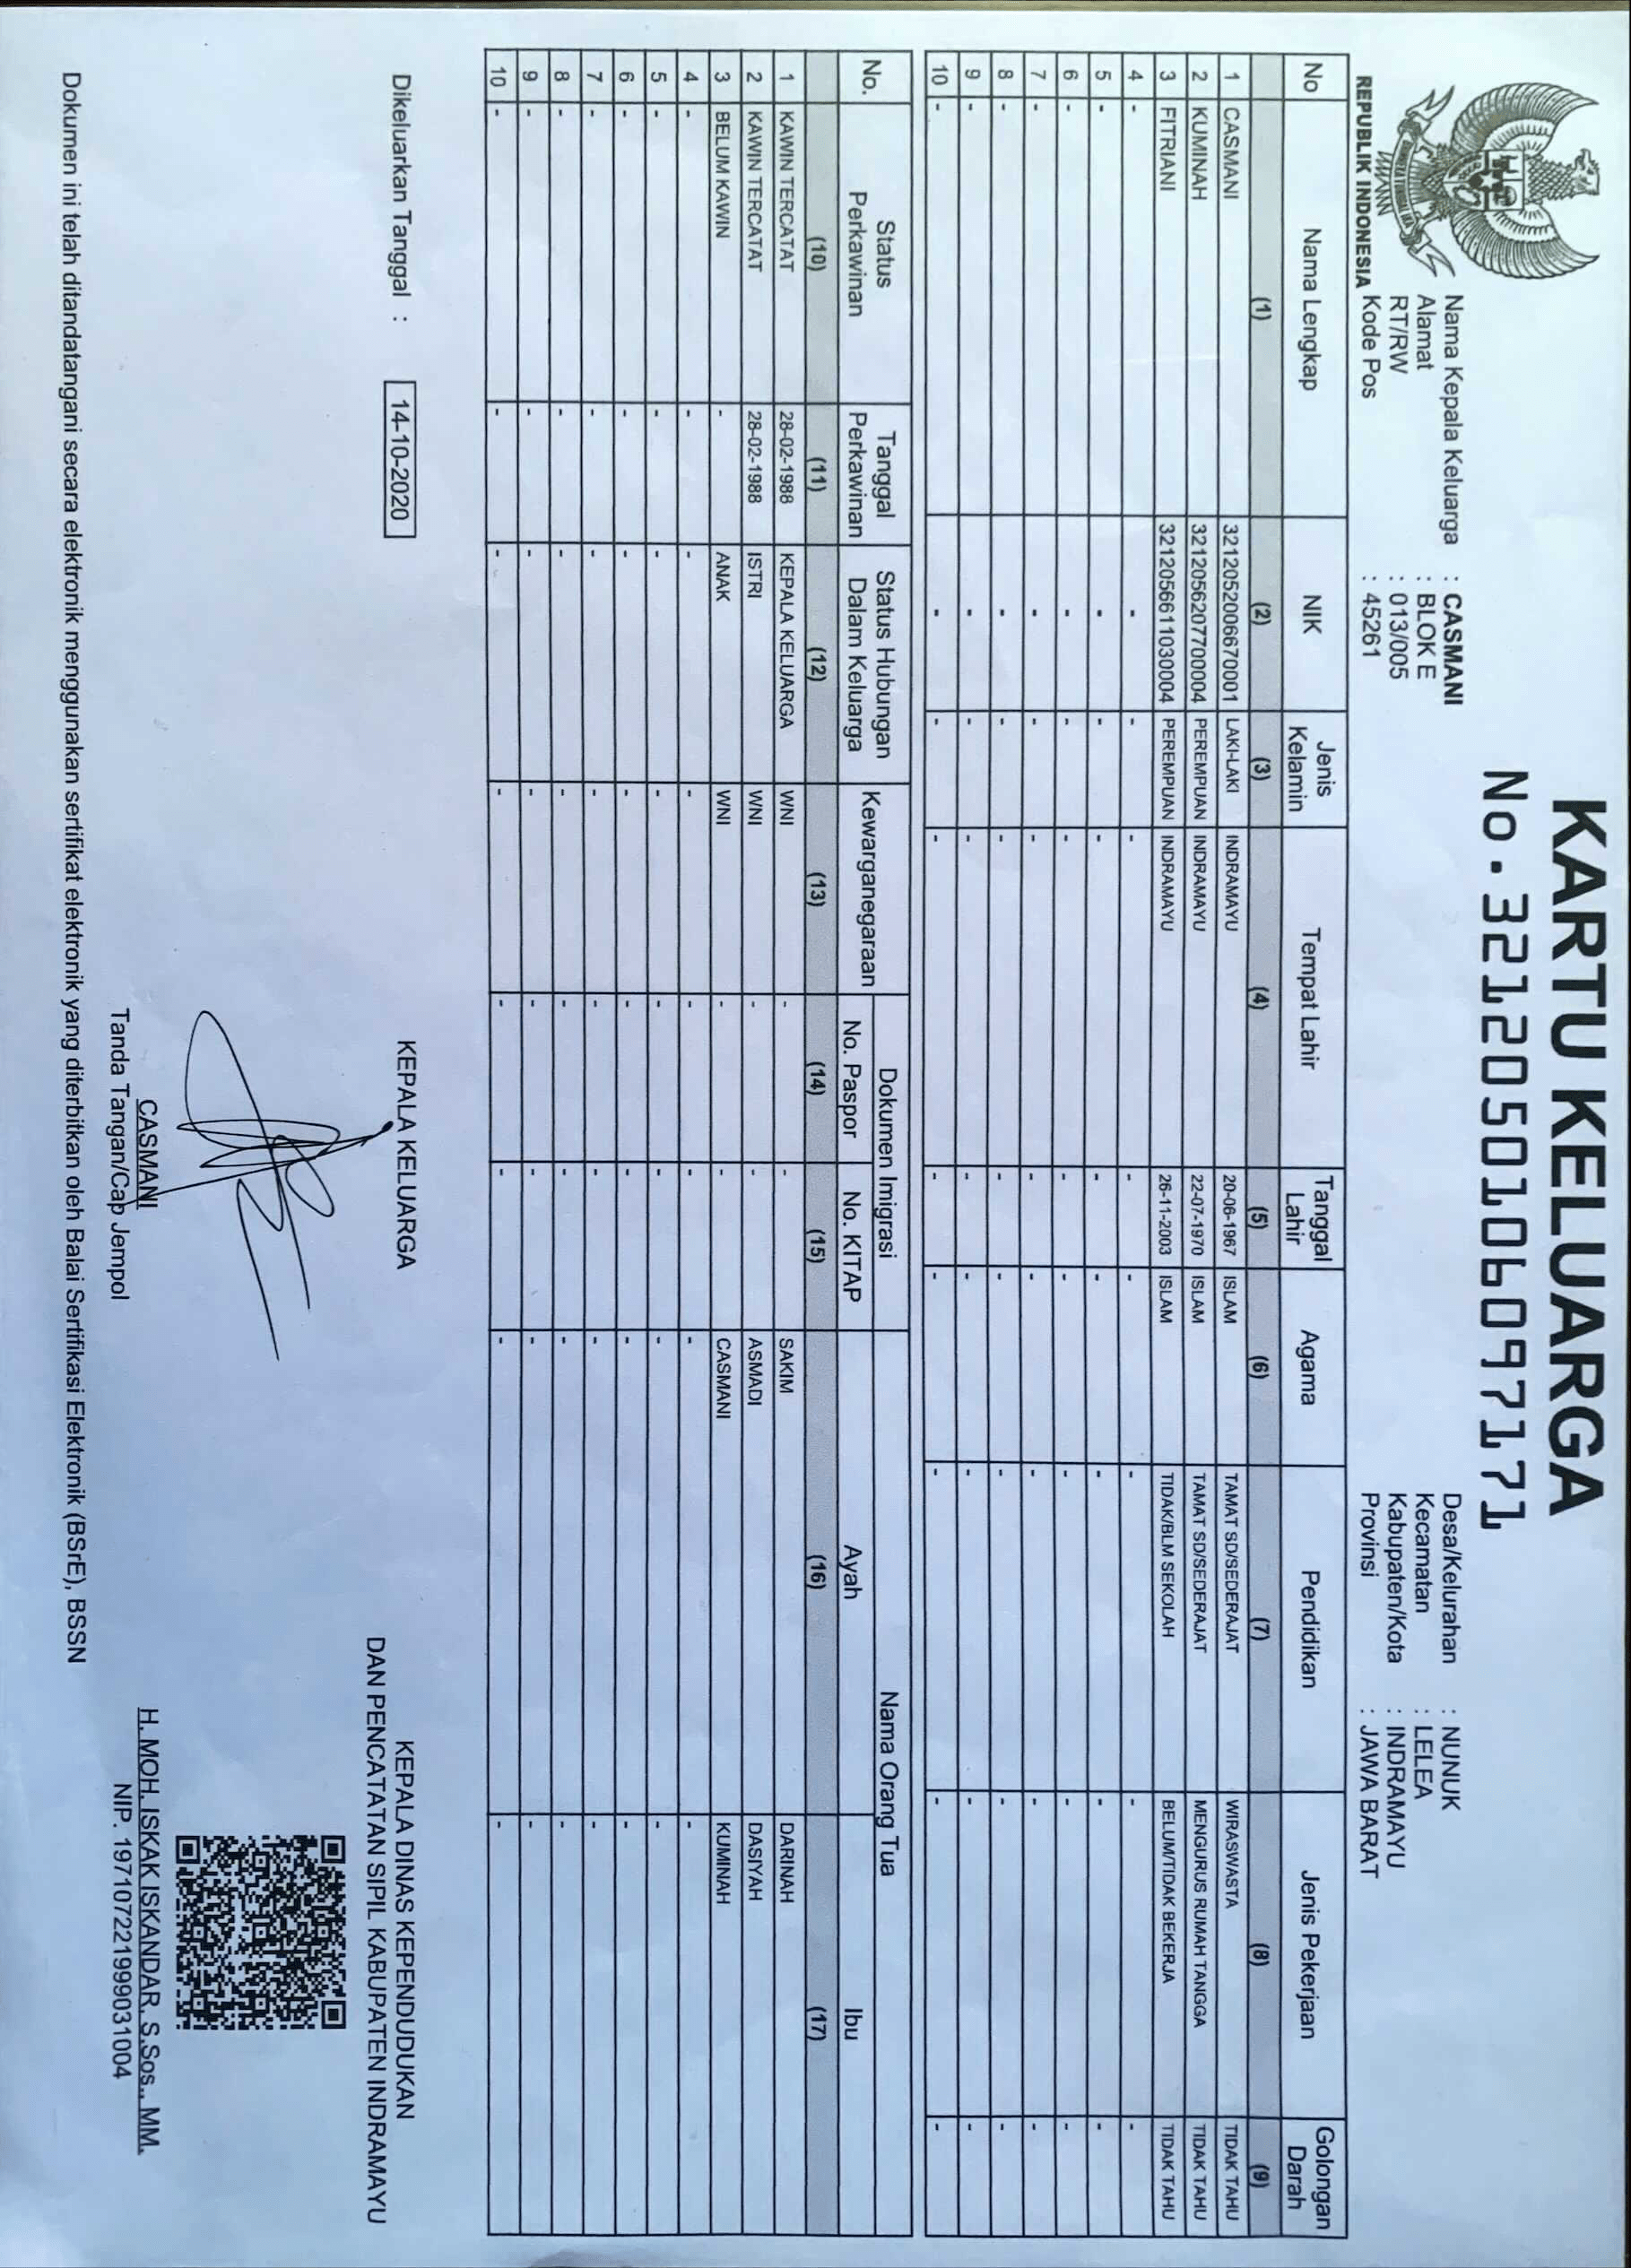 KARTU KELUARGA
No.3212050106097171
REPUBLIK INDONESIA
Nama Kepala Keluarga : CASMANI
Alamat : BLOK E
RT/RW : 013/005
Kode Pos : 45261
Desa/Kelurahan : NUNUK
Kecamatan : LELEA
Kabupaten/Kota : INDRAMAYU
Provinsi : JAWA BARAT
No Nama Lengkap NIK Jenis Kelamin Tempat Lahir Tanggal Lahir Agama Pendidikan Jenis Pekerjaan Golongan Darah
(1) (2) (3) (4) (5) (6) (7) (8) (9)
1 CASMANI 3212052006670001 LAKI-LAKI INDRAMAYU 20-06-1967 ISLAM TAMAT SD/SEDERAJAT WIRASWASTA TIDAK TAHU
2 KUMINAH 3212056207700004 PEREMPUAN INDRAMAYU 22-07-1970 ISLAM TAMAT SD/SEDERAJAT MENGURUS RUMAH TANGGA TIDAK TAHU
3 FITRIANI 3212056611030004 PEREMPUAN INDRAMAYU 26-11-2003 ISLAM TIDAK/BLM SEKOLAH BELUM/TIDAK BEKERJA TIDAK TAHU
4 - - - - - - - - -
5 - - - - - - - - -
6 - - - - - - - - -
7 - - - - - - - - -
8 - - - - - - - - -
9 - - - - - - - - -
10 - - - - - - - - -
No. Status Perkawinan Tanggal Perkawinan Status Hubungan Dalam Keluarga Kewarganegaraan Dokumen Imigrasi Nama Orang Tua
No. Paspor No. KITAP Ayah Ibu
(10) (11) (12) (13) (14) (15) (16) (17)
1 KAWIN TERCATAT 28-02-1988 KEPALA KELUARGA WNI - - SAKIM DARINAH
2 KAWIN TERCATAT 28-02-1988 ISTRI WNI - - ASMADI DASIYAH
3 BELUM KAWIN - ANAK WNI - - CASMANI KUMINAH
4 - - - - - - - -
5 - - - - - - - -
6 - - - - - - - -
7 - - - - - - - -
8 - - - - - - - -
9 - - - - - - - -
10 - - - - - - - -
Dikeluarkan Tanggal : 14-10-2020
KEPALA KELUARGA
CASMANI
Tanda Tangan/Cap Jempol
KEPALA DINAS KEPENDUDUKAN
DAN PENCATATAN SIPIL KABUPATEN INDRAMAYU
H. MOH. ISKAK ISKANDAR, S.Sos., MM.
NIP. 197107221999031004
Dokumen ini telah ditandatangani secara elektronik menggunakan sertifikat elektronik yang diterbitkan oleh Balai Sertifikasi Elektronik (BSrE), BSSN